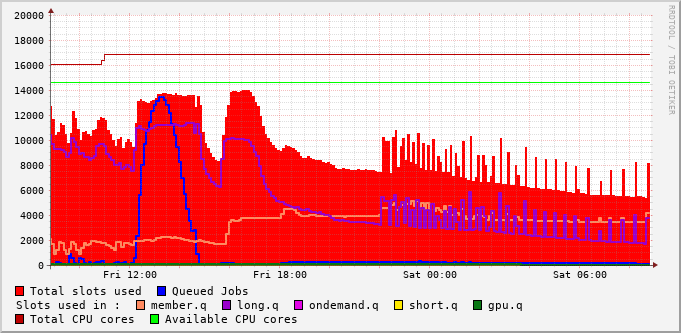 RRDTOOL / TOBI OETIKER
20000
18000
16000
14000
12000
10000
8000
6000
4000
2000
0
Fri 12:00 Fri 18:00 Sat 00:00 Sat 06:00
Total slots used Queued Jobs
Slots used in : member.q long.q ondemand.q short.q gpu.q
Total CPU cores Available CPU cores